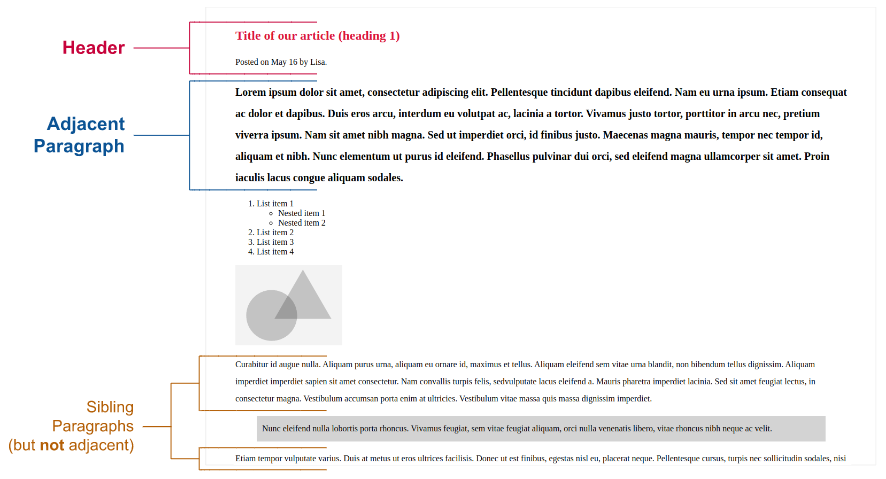 Header
Title of our article (heading 1)
Posted on May 16 by Lisa.
Adjacent
Paragraph
Lorem ipsum dolor sit amet, consectetur adipiscing elit. Pellentesque tincidunt dapibus eleifend. Nam eu urna ipsum. Etiam consequat
ac dolor et dapibus. Duis eros arcu, interdum eu volutpat ac, lacinia a tortor. Vivamus justo tortor, porttitor in arcu nec, pretium
viverra ipsum. Nam sit amet nibh magna. Sed ut imperdiet orci, id finibus justo. Maecenas magna mauris, tempor nec tempor id,
aliquam et nibh. Nunc elementum ut purus id eleifend. Phasellus pulvinar dui orci, sed eleifend magna ullamcorper sit amet. Proin
iaculis lacus congue aliquam sodales.
1. List item 1
Nested item 1
Nested item 2
2. List item 2
3. List item 3
4. List item 4
Sibling
Paragraphs
(but not adjacent)
Curabitur id augue nulla. Aliquam purus urna, aliquam eu ornare id, maximus et tellus. Aliquam eleifend sem vitae urna blandit, non bibendum tellus dignissim. Aliquam
imperdiet imperdiet sapien sit amet consectetur. Nam convallis turpis felis, sedvulputate lacus eleifend a. Mauris pharetra imperdiet lacinia. Sed sit amet feugiat lectus, in
consectetur magna. Vestibulum accumsan porta enim at ultricies. Vestibulum vitae massa quis massa dignissim imperdiet.
Nunc eleifend nulla lobortis porta rhoncus. Vivamus feugiat, sem vitae feugiat aliquam, orci nulla venenatis libero, vitae rhoncus nibh neque ac velit.
Etiam tempor vulputate varius. Duis at metus ut eros ultrices facilisis. Donec ut est finibus, egestas nisl eu, placerat neque. Pellentesque cursus, turpis nec sollicitudin sodales, nisi